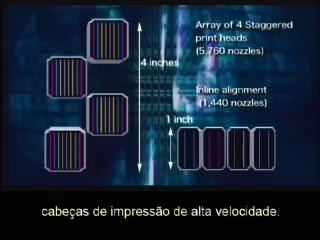 Array of 4 Staggered
print heads
(5,760 nozzles)
4 inches
Inline alignment
(1,440 nozzles)
1 inch
cabeças de impressão de alta velocidade.